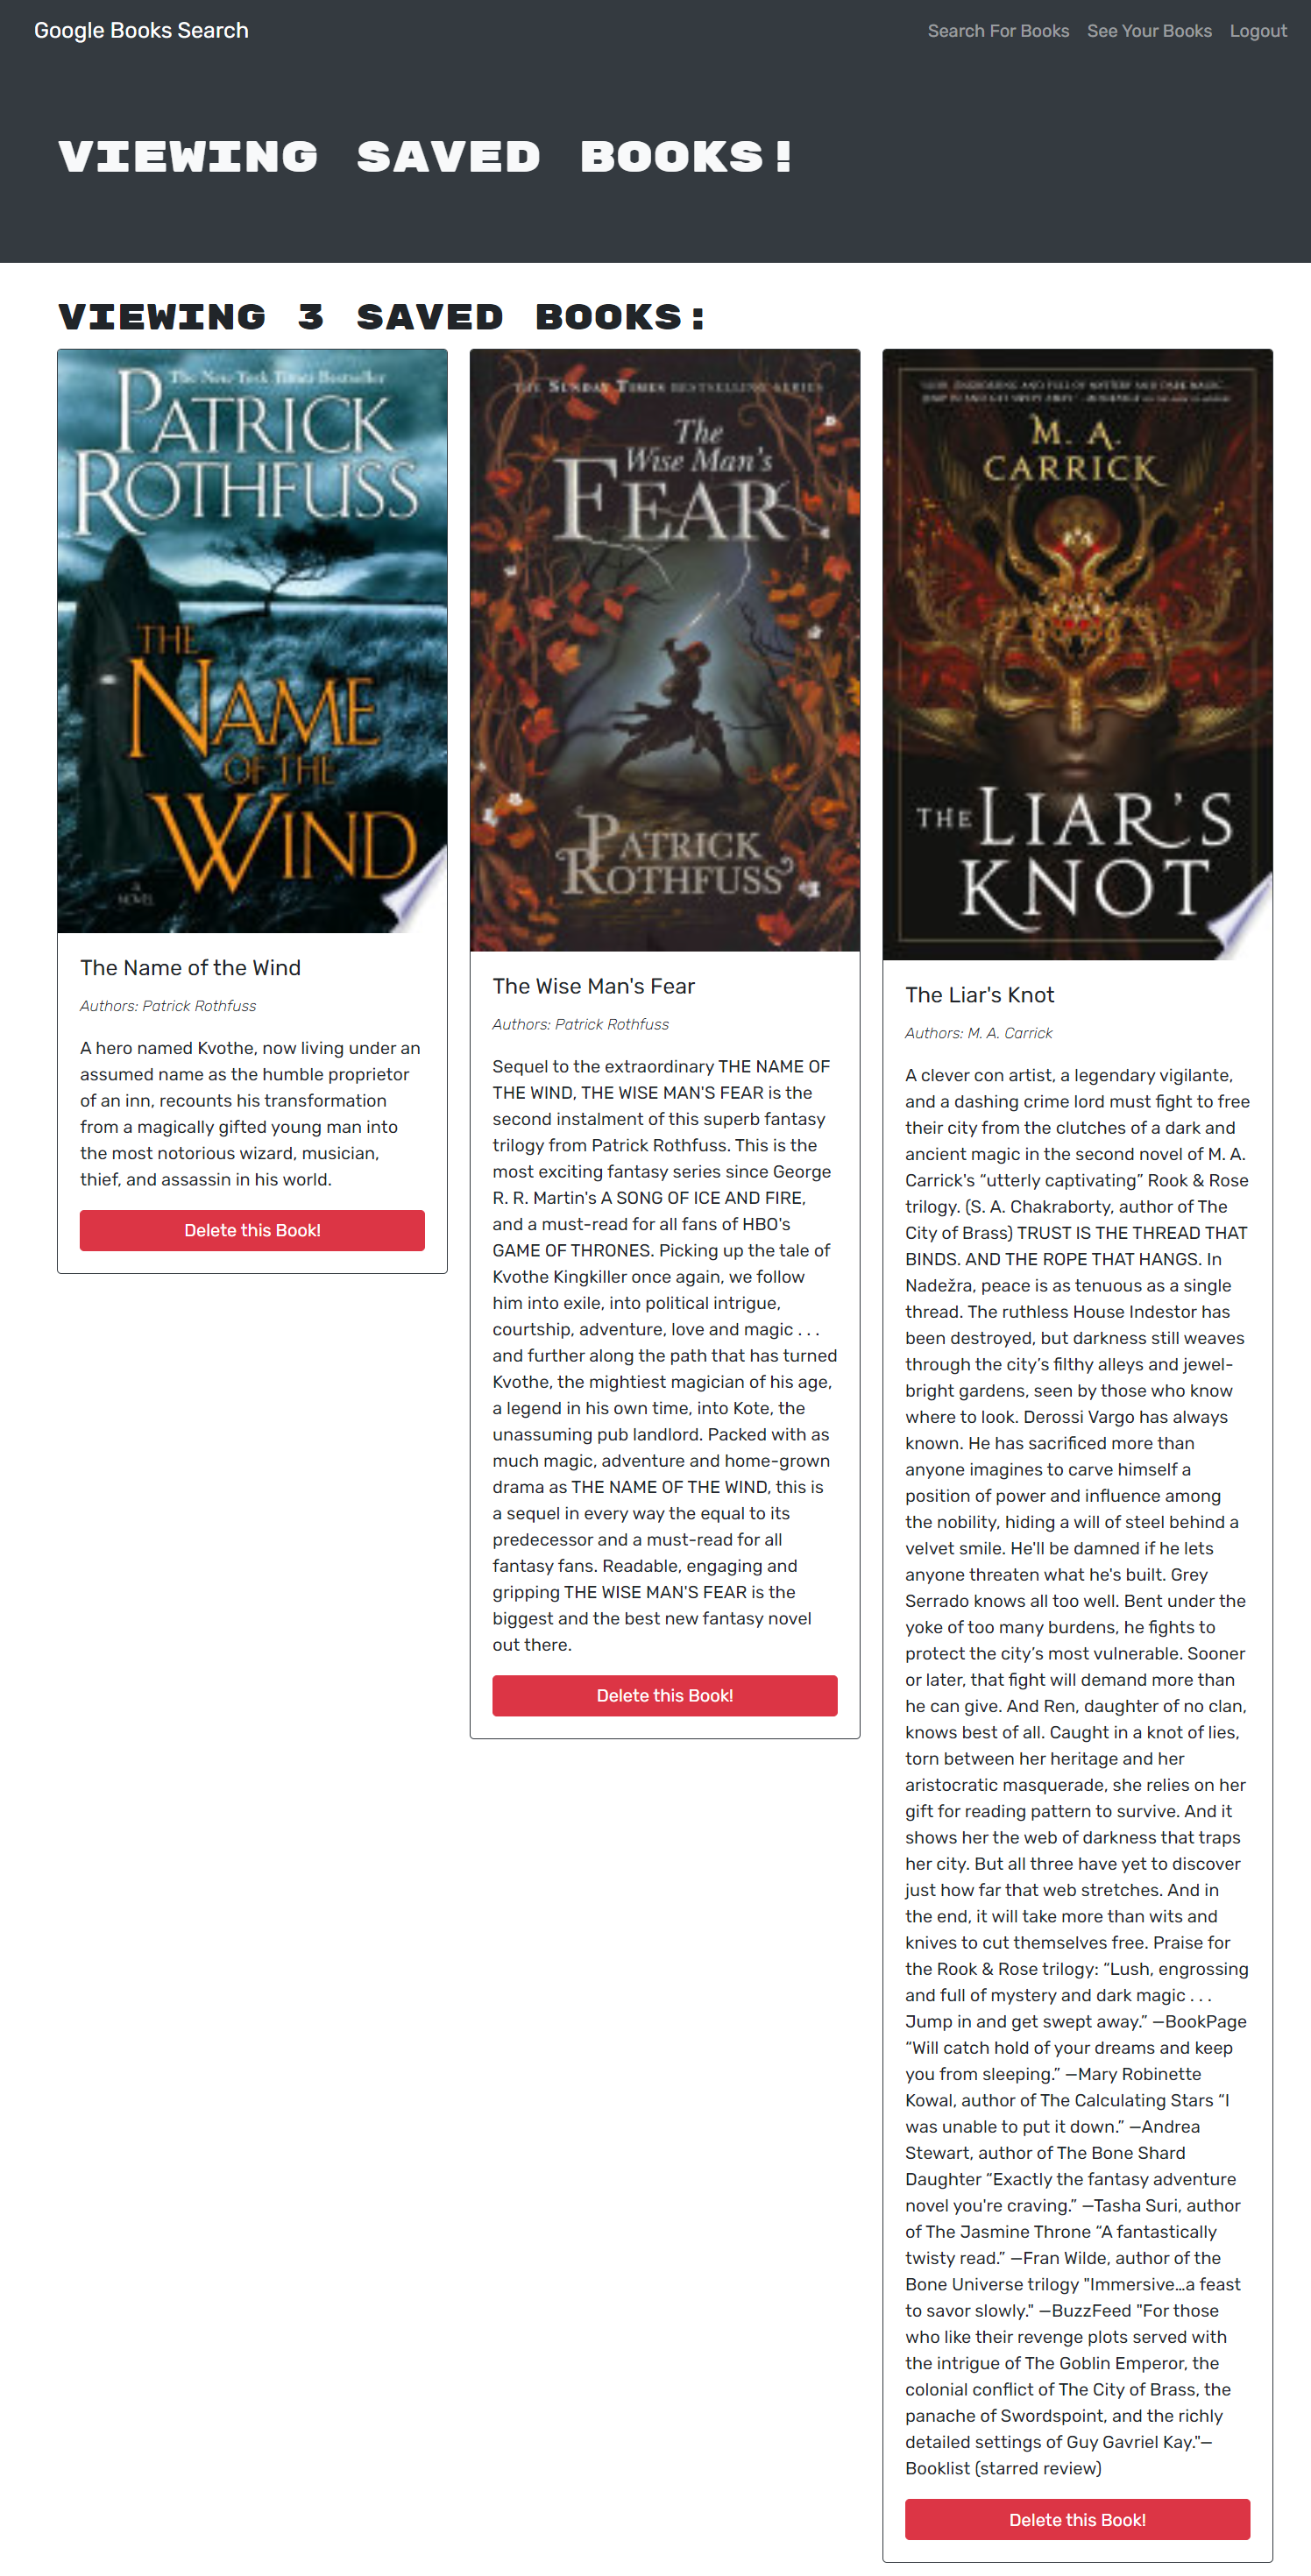 Google Books Search
Search For Books See Your Books Logout
VIEWING SAVED BOOKS!
VIEWING 3 SAVED BOOKS:
The New York Times Bestseller
PATRICK
ROTHFUSS
THE
NAME
OF THE
WIND
A
NOVEL
The Name of the Wind
Authors: Patrick Rothfuss
A hero named Kvothe, now living under an
assumed name as the humble proprietor
of an inn, recounts his transformation
from a magically gifted young man into
the most notorious wizard, musician,
thief, and assassin in his world.
Delete this Book!
THE SUNDAY TIMES BESTSELLING SERIES
The
Wise Man's
FEAR
PATRICK
ROTHFUSS
The Wise Man's Fear
Authors: Patrick Rothfuss
Sequel to the extraordinary THE NAME OF
THE WIND, THE WISE MAN'S FEAR is the
second instalment of this superb fantasy
trilogy from Patrick Rothfuss. This is the
most exciting fantasy series since George
R. R. Martin's A SONG OF ICE AND FIRE,
and a must-read for all fans of HBO's
GAME OF THRONES. Picking up the tale of
Kvothe Kingkiller once again, we follow
him into exile, into political intrigue,
courtship, adventure, love and magic . . .
and further along the path that has turned
Kvothe, the mightiest magician of his age,
a legend in his own time, into Kote, the
unassuming pub landlord. Packed with as
much magic, adventure and home-grown
drama as THE NAME OF THE WIND, this is
a sequel in every way the equal to its
predecessor and a must-read for all
fantasy fans. Readable, engaging and
gripping THE WISE MAN'S FEAR is the
biggest and the best new fantasy novel
out there.
Delete this Book!
M. A.
CARRICK
THE LIAR'S
KNOT
The Liar's Knot
Authors: M. A. Carrick
A clever con artist, a legendary vigilante,
and a dashing crime lord must fight to free
their city from the clutches of a dark and
ancient magic in the second novel of M. A.
Carrick's “utterly captivating” Rook & Rose
trilogy. (S. A. Chakraborty, author of The
City of Brass) TRUST IS THE THREAD THAT
BINDS. AND THE ROPE THAT HANGS. In
Nadežra, peace is as tenuous as a single
thread. The ruthless House Indestor has
been destroyed, but darkness still weaves
through the city’s filthy alleys and jewel-
bright gardens, seen by those who know
where to look. Derossi Vargo has always
known. He has sacrificed more than
anyone imagines to carve himself a
position of power and influence among
the nobility, hiding a will of steel behind a
velvet smile. He'll be damned if he lets
anyone threaten what he's built. Grey
Serrado knows all too well. Bent under the
yoke of too many burdens, he fights to
protect the city’s most vulnerable. Sooner
or later, that fight will demand more than
he can give. And Ren, daughter of no clan,
knows best of all. Caught in a knot of lies,
torn between her heritage and her
aristocratic masquerade, she relies on her
gift for reading pattern to survive. And it
shows her the web of darkness that traps
her city. But all three have yet to discover
just how far that web stretches. And in
the end, it will take more than wits and
knives to cut themselves free. Praise for
the Rook & Rose trilogy: “Lush, engrossing
and full of mystery and dark magic . . .
Jump in and get swept away.” —BookPage
“Will catch hold of your dreams and keep
you from sleeping.” —Mary Robinette
Kowal, author of The Calculating Stars “I
was unable to put it down.” —Andrea
Stewart, author of The Bone Shard
Daughter “Exactly the fantasy adventure
novel you're craving.” —Tasha Suri, author
of The Jasmine Throne “A fantastically
twisty read.” —Fran Wilde, author of the
Bone Universe trilogy "Immersive…a feast
to savor slowly." —BuzzFeed "For those
who like their revenge plots served with
the intrigue of The Goblin Emperor, the
colonial conflict of The City of Brass, the
panache of Swordspoint, and the richly
detailed settings of Guy Gavriel Kay."—
Booklist (starred review)
Delete this Book!